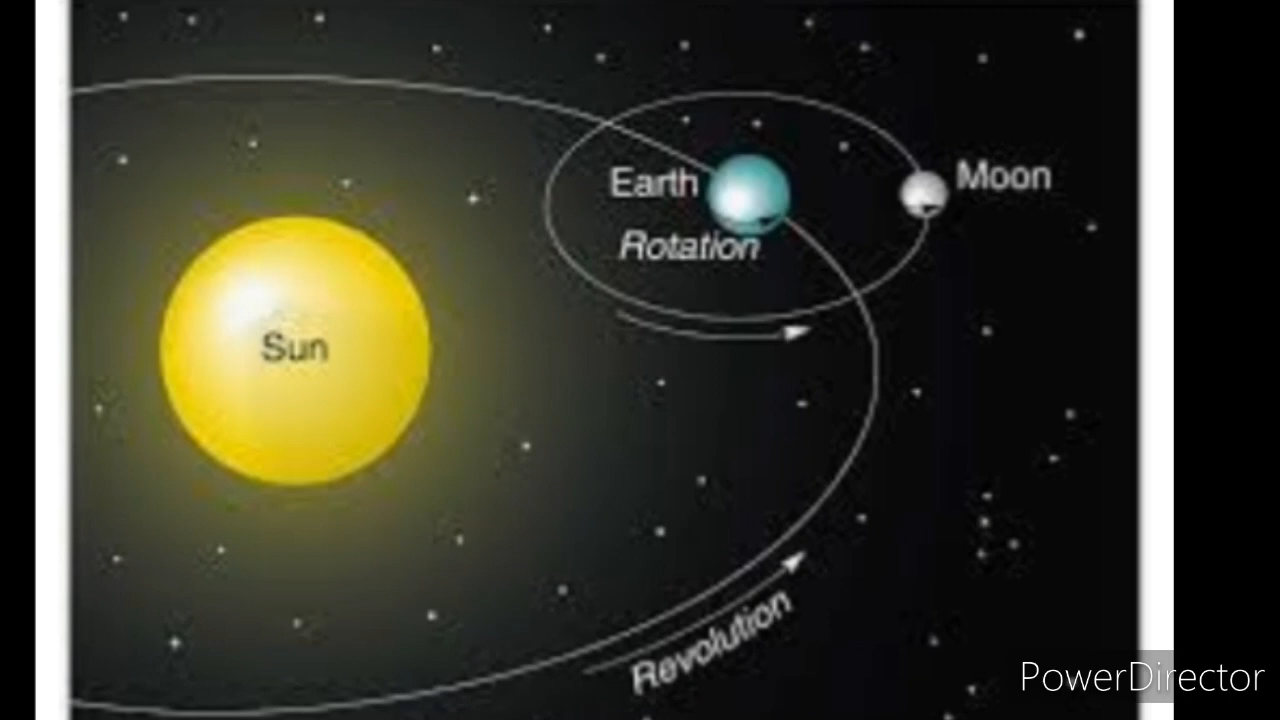 Earth
Moon
Rotation
Sun
Revolution
PowerDirector